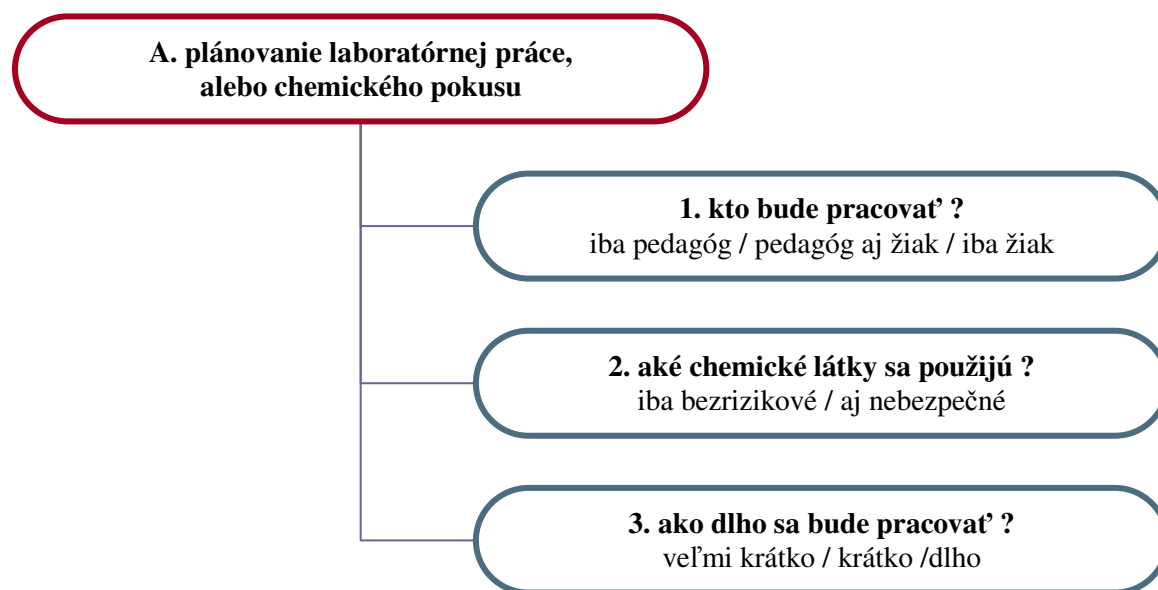 A. plánovanie laboratórnej práce,
alebo chemického pokusu
1. kto bude pracovať ?
iba pedagóg / pedagóg aj žiak / iba žiak
2. aké chemické látky sa použijú ?
iba bezrizikové / aj nebezpečné
3. ako dlho sa bude pracovať ?
veľmi krátko / krátko /dlho